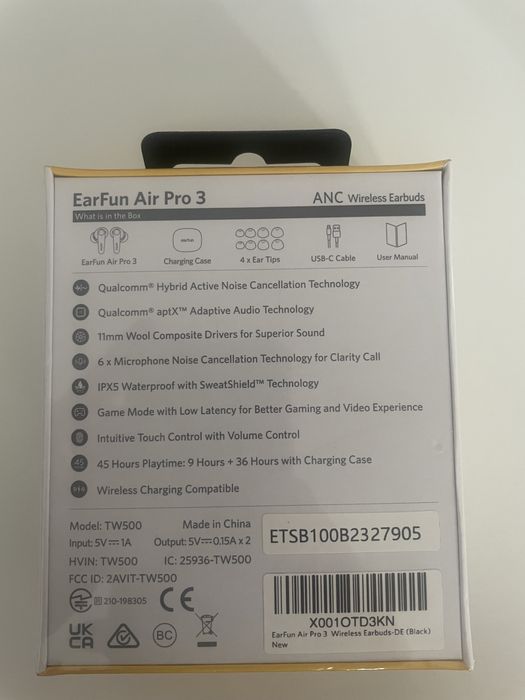 EarFun Air Pro 3
ANC Wireless Earbuds
What is in the Box
earfun
EarFun Air Pro 3
Charging Case
4 x Ear Tips
USB-C Cable
User Manual
Qualcomm® Hybrid Active Noise Cancellation Technology
Qualcomm® aptX™ Adaptive Audio Technology
11mm Wool Composite Drivers for Superior Sound
6 x Microphone Noise Cancellation Technology for Clarity Call
IPX5 Waterproof with SweatShield™ Technology
Game Mode with Low Latency for Better Gaming and Video Experience
Intuitive Touch Control with Volume Control
45 45 Hours Playtime: 9 Hours + 36 Hours with Charging Case
Wireless Charging Compatible
Model: TW500
Made in China
Input: 5V⎓1A
Output: 5V⎓0.15A x 2
HVIN: TW500
IC: 25936-TW500
FCC ID: 2AVIT-TW500
R 210-198305
CE
UK
CA
BC
ETSB100B2327905
X001OTD3KN
EarFun Air Pro 3 Wireless Earbuds-DE (Black)
New